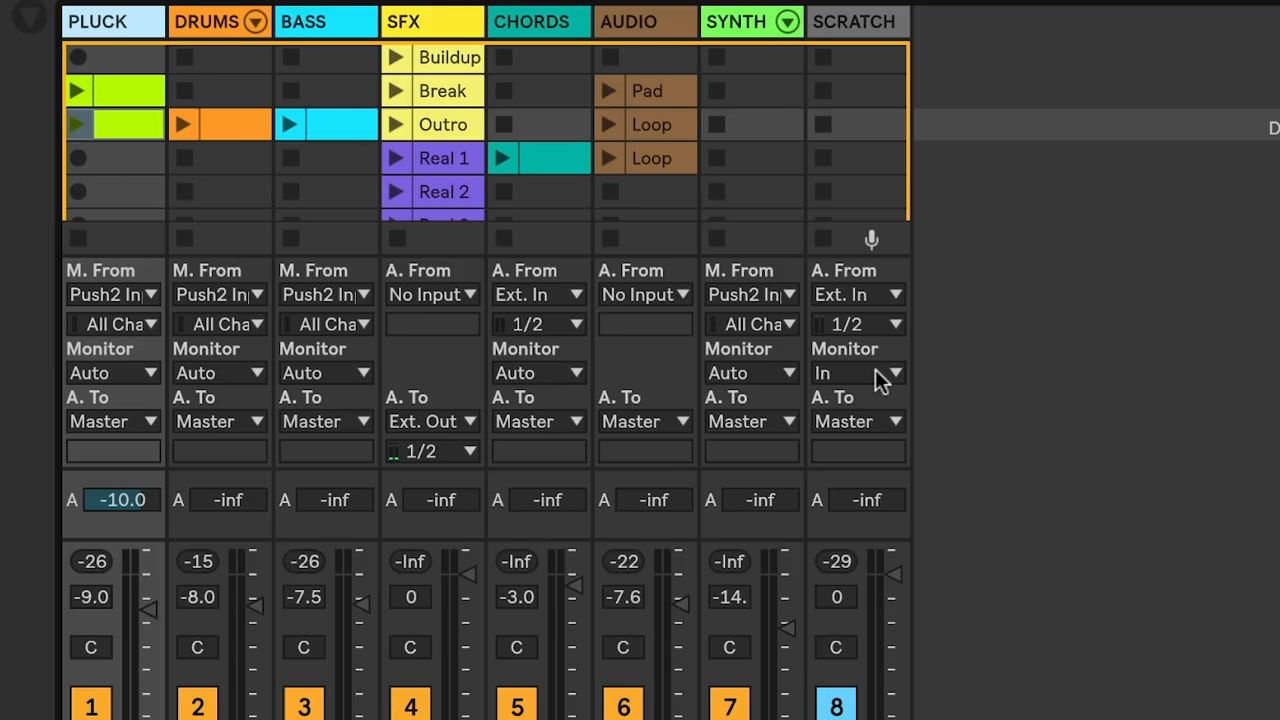 PLUCK DRUMS BASS SFX CHORDS AUDIO SYNTH SCRATCH
Buildup
Break Pad
Outro Loop
D
Real 1 Loop
Real 2
M. From M. From M. From A. From A. From A. From M. From A. From
Push2 In Push2 In Push2 In No Input Ext. In No Input Push2 In Ext. In
All Cha All Cha All Cha 1/2 All Cha 1/2
Monitor Monitor Monitor Monitor Monitor Monitor
Auto Auto Auto Auto Auto In
A. To A. To A. To A. To A. To A. To A. To A. To
Master Master Master Ext. Out Master Master Master Master
1/2
A -10.0 A -inf A -inf A -inf A -inf A -inf A -inf A -inf
-26 -15 -26 -Inf -Inf -22 -Inf -29
-9.0 -8.0 -7.5 0 -3.0 -7.6 -14. 0
C C C C C C C C
1 2 3 4 5 6 7 8